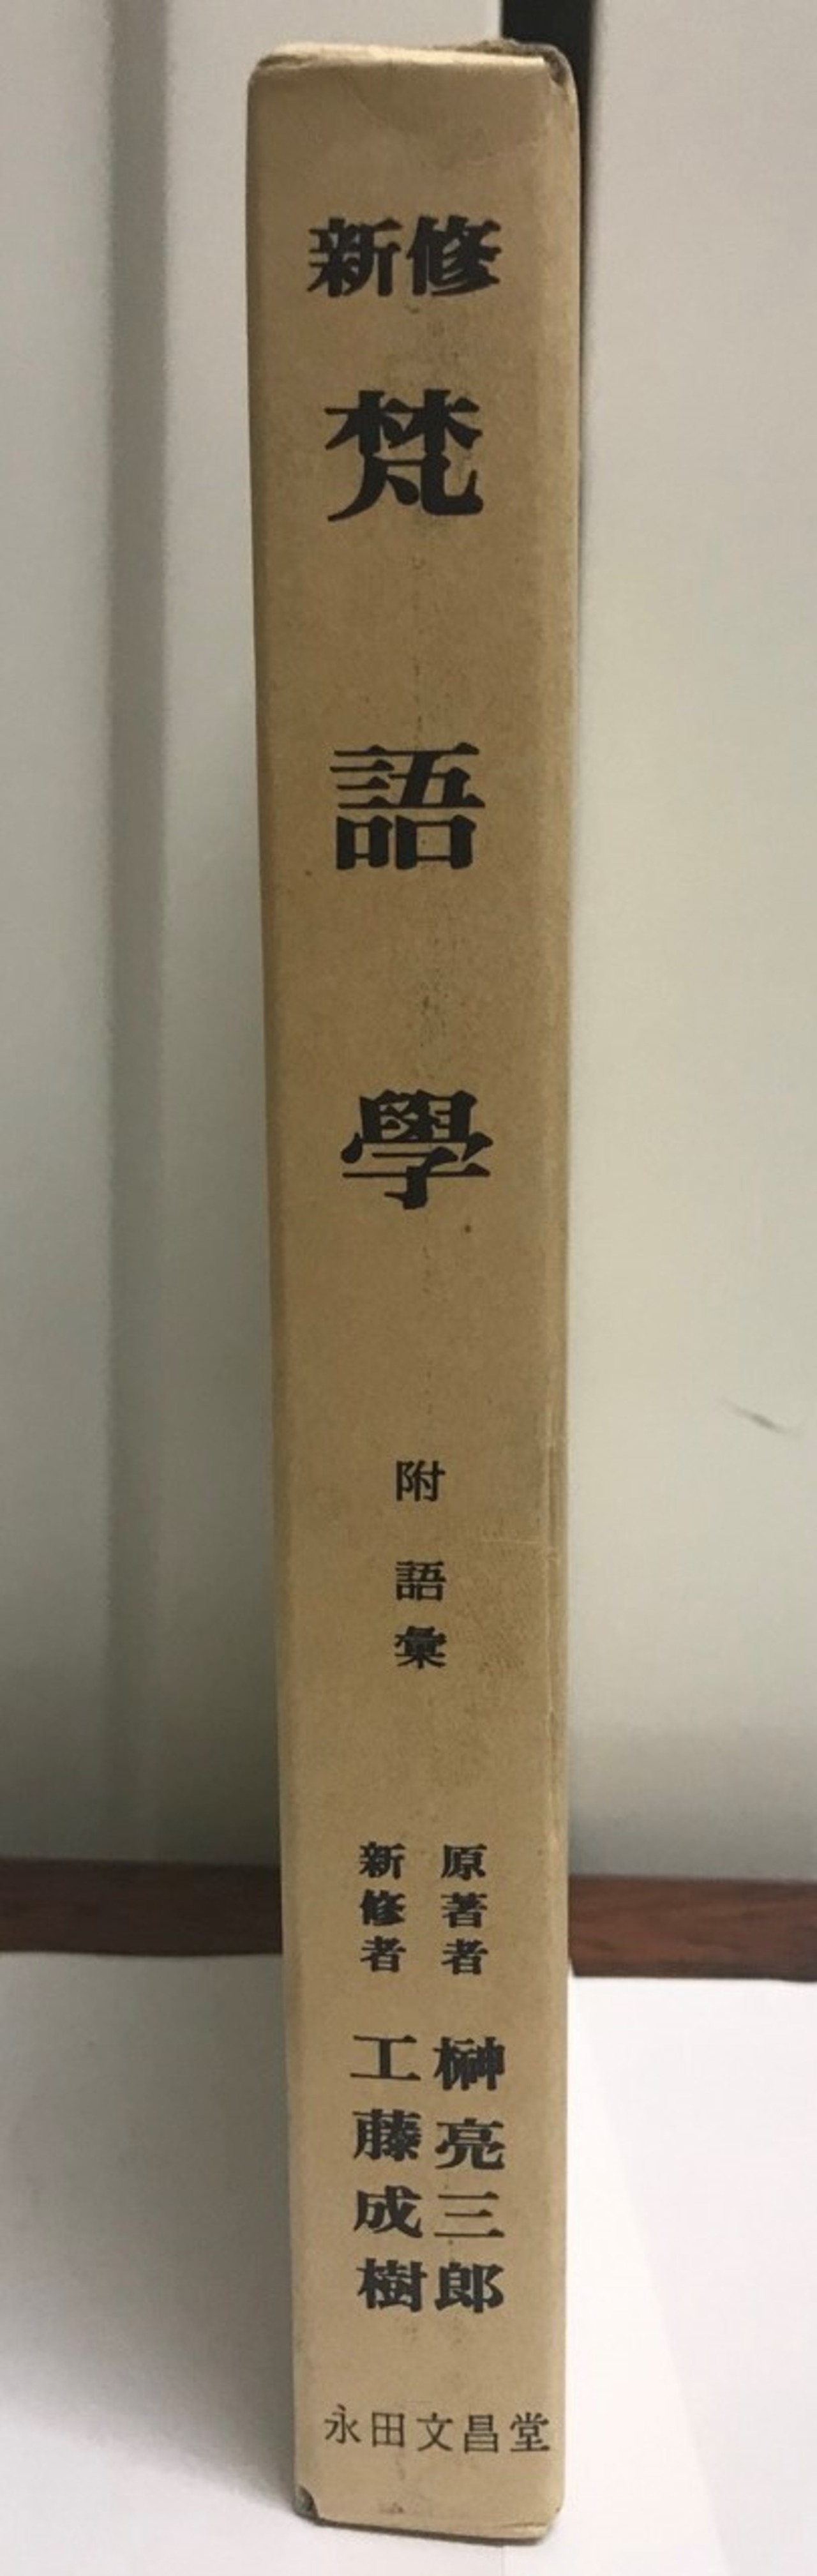 新修
梵語學
附語彙
原著者 榊亮三郎
新修者 工藤成樹
永田文昌堂